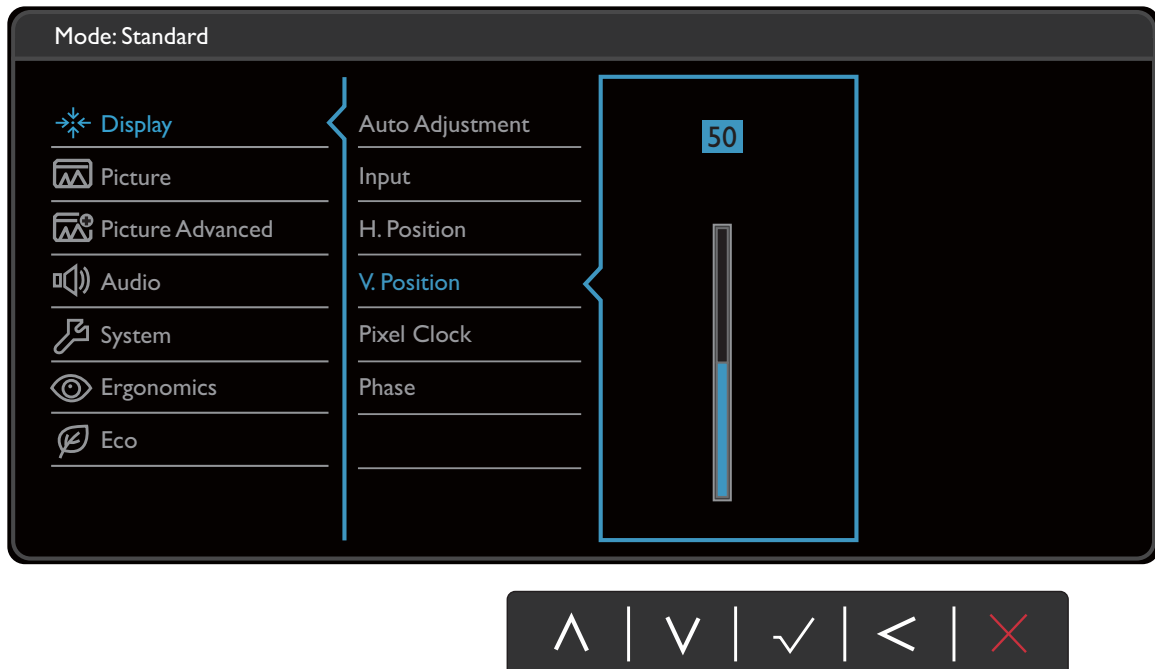 Mode: Standard
Display
Picture
Picture Advanced
Audio
System
Ergonomics
Eco
Auto Adjustment
Input
H. Position
V. Position
Pixel Clock
Phase
50